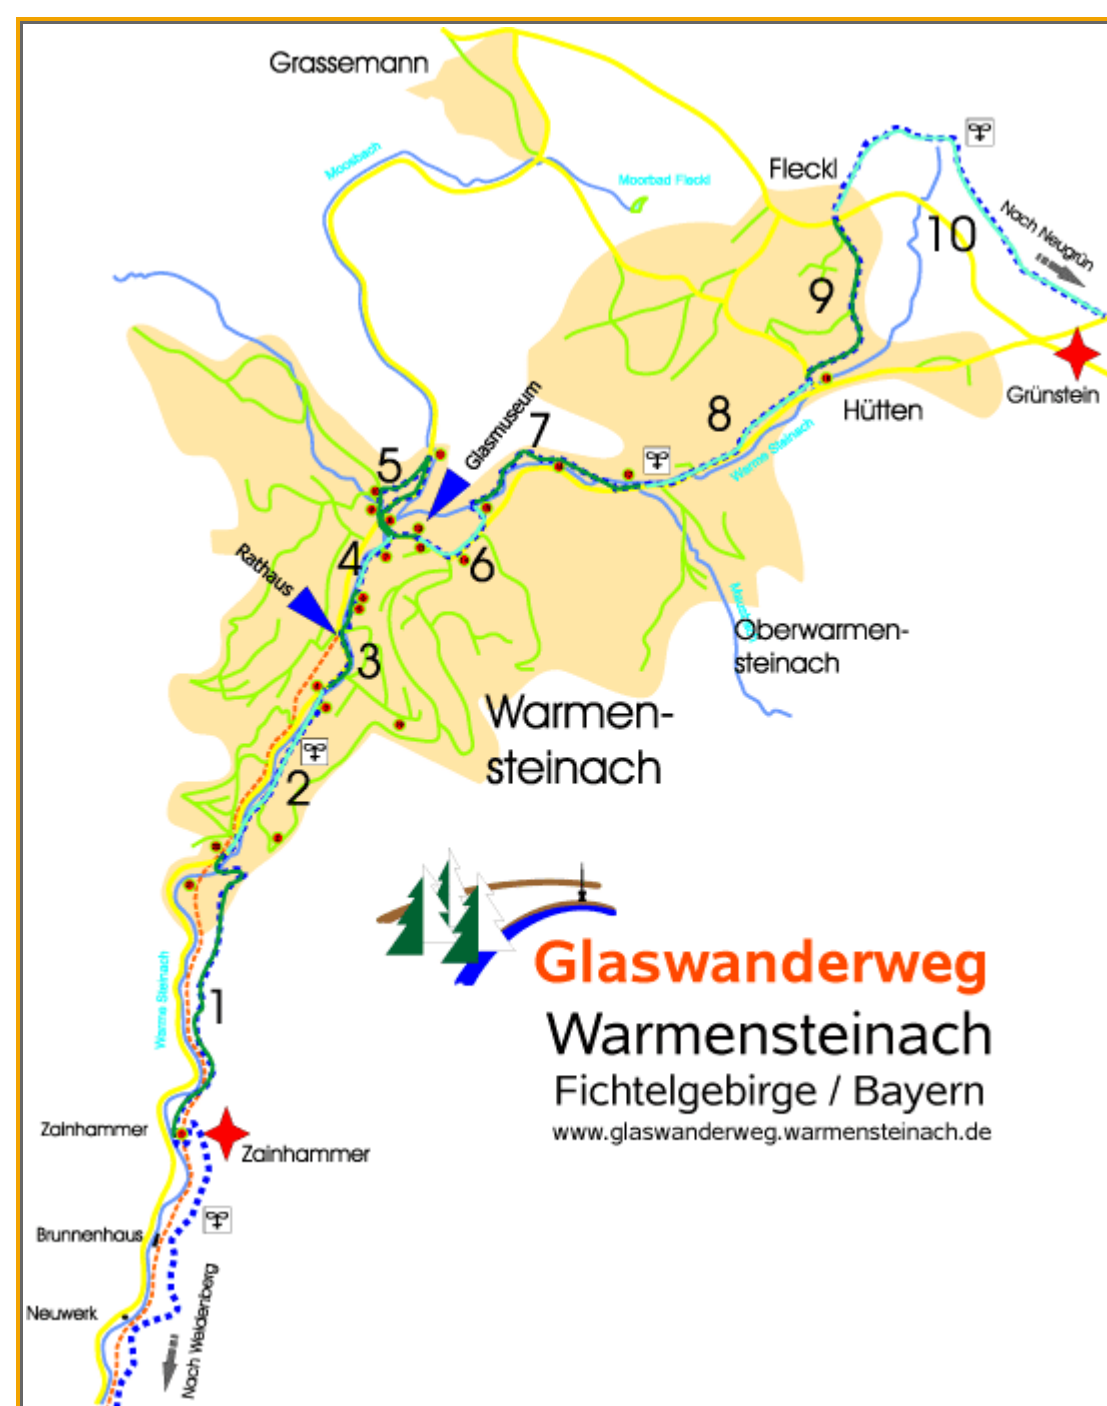 Grassemann
Moosbach
Moorbad Fleckl
Fleckl
10
Nach Neugrün
9
Grünstein
Hütten
8
Warme Steinach
Glasmuseum
7
5
Rathaus
4
6
3
Oberwarmen-
steinach
Warmen-
steinach
2
Warme Steinach
1
Glaswanderweg
Warmensteinach
Fichtelgebirge / Bayern
www.glaswanderweg.warmensteinach.de
Zainhammer
Zainhammer
Brunnenhaus
Neuwerk
Nach Weidenberg